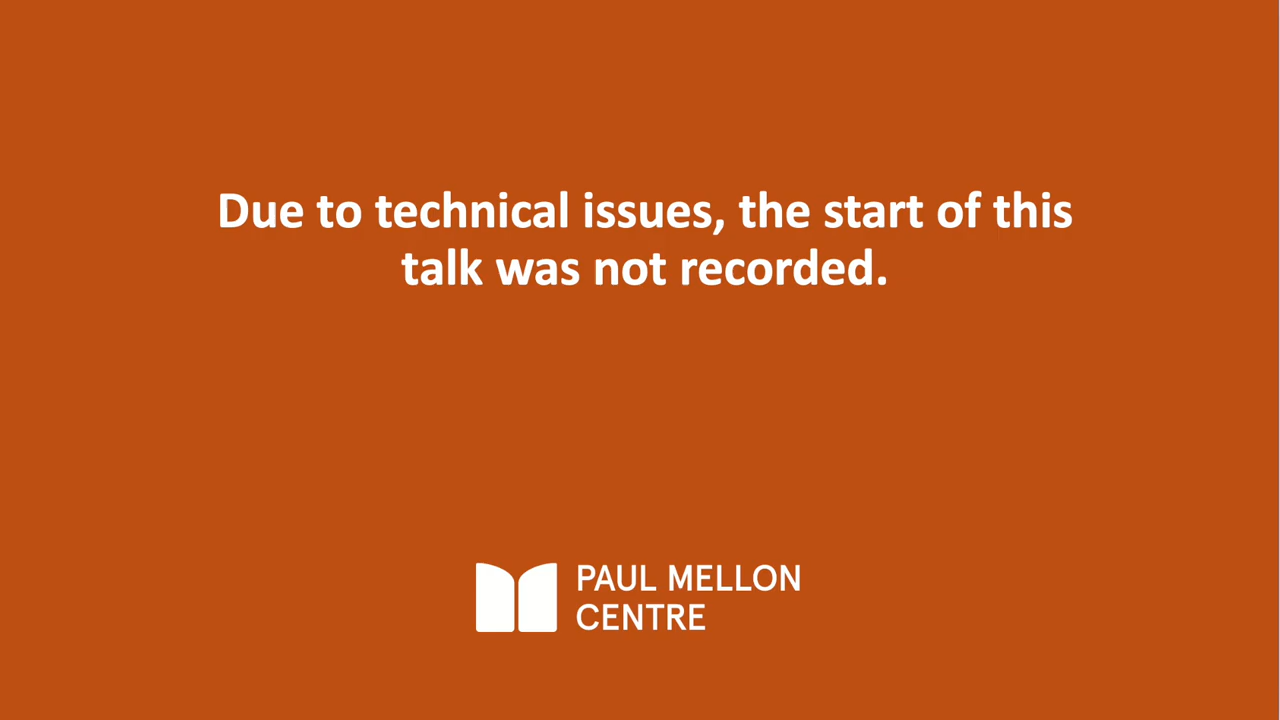 Due to technical issues, the start of this
talk was not recorded.
PAUL MELLON
CENTRE